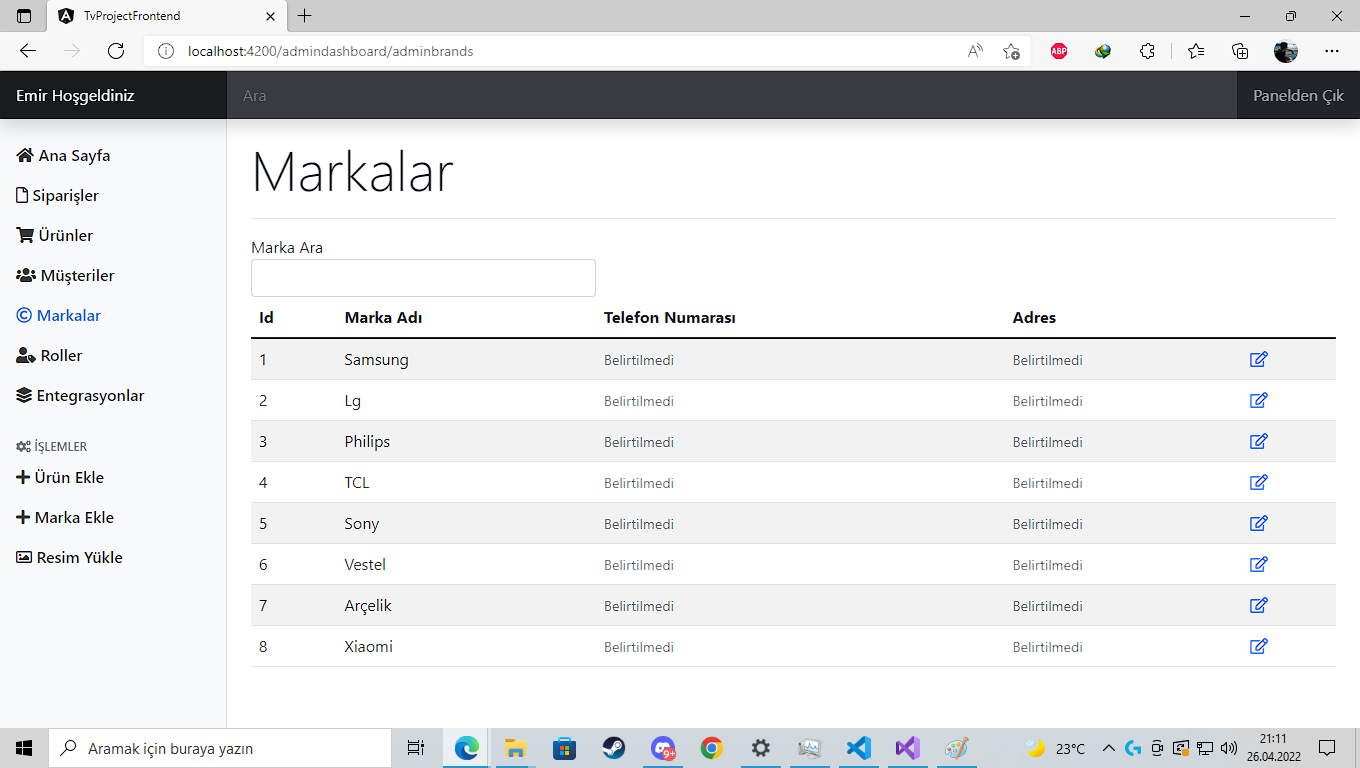 TvProjectFrontend
localhost:4200/admindashboard/adminbrands
ABP
Emir Hoşgeldiniz
Ara
Panelden Çık
Ana Sayfa
Siparişler
Ürünler
Müşteriler
Markalar
Roller
Entegrasyonlar
İŞLEMLER
Ürün Ekle
Marka Ekle
Resim Yükle
Markalar
Marka Ara
Id Marka Adı Telefon Numarası Adres
1 Samsung Belirtilmedi Belirtilmedi
2 Lg Belirtilmedi Belirtilmedi
3 Philips Belirtilmedi Belirtilmedi
4 TCL Belirtilmedi Belirtilmedi
5 Sony Belirtilmedi Belirtilmedi
6 Vestel Belirtilmedi Belirtilmedi
7 Arçelik Belirtilmedi Belirtilmedi
8 Xiaomi Belirtilmedi Belirtilmedi
Aramak için buraya yazın
9+
23°C
21:11
26.04.2022